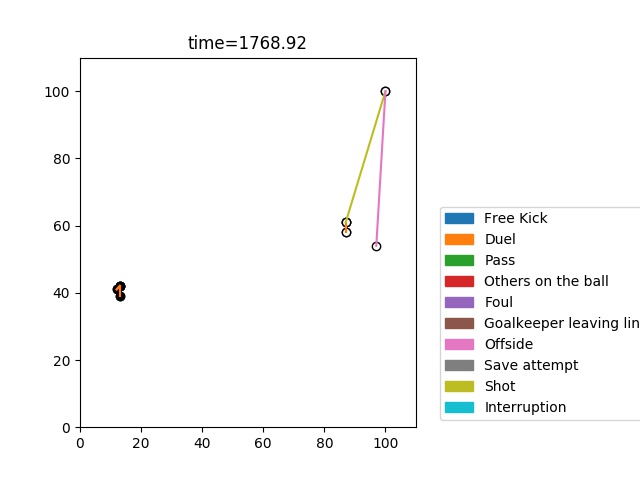 time=1768.92
100
80
60
40
20
0
0 20 40 60 80 100
Free Kick
Duel
Pass
Others on the ball
Foul
Goalkeeper leaving lin
Offside
Save attempt
Shot
Interruption